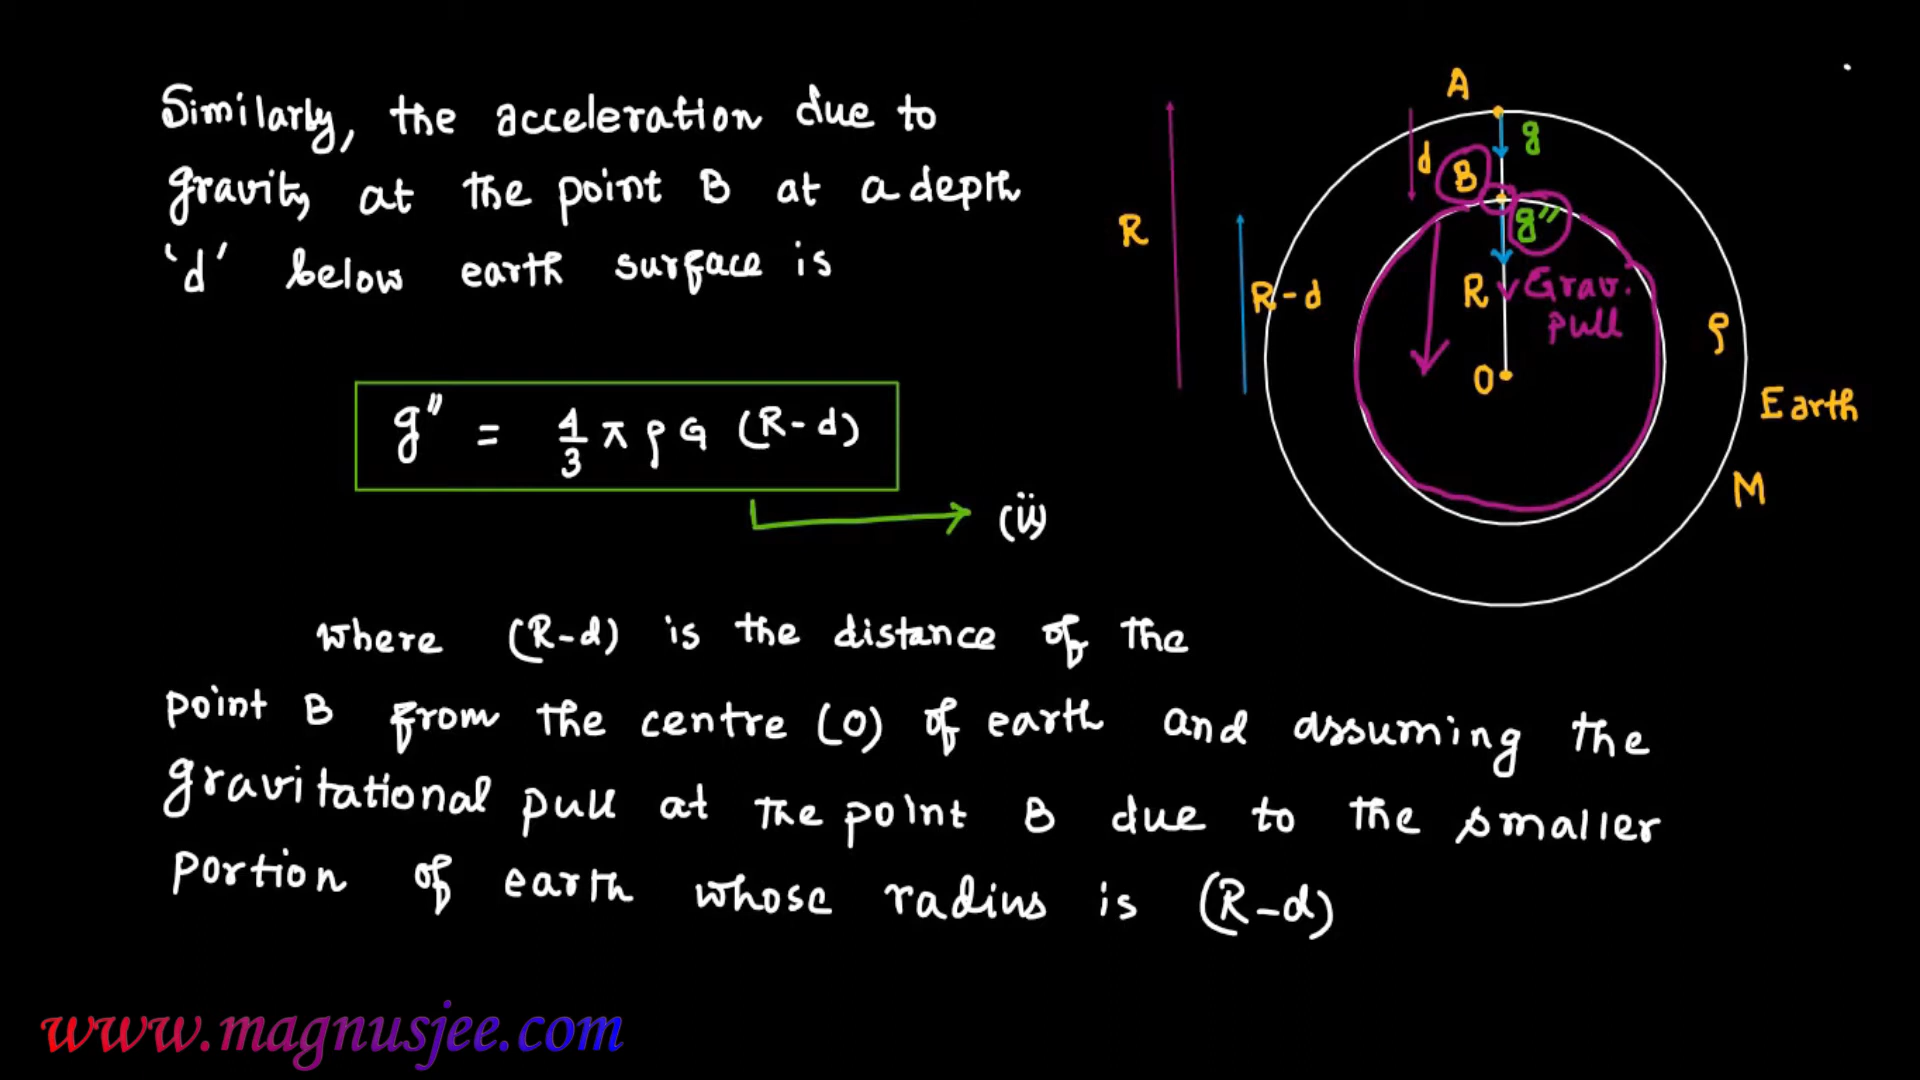 Similarly, the acceleration due to
gravity at the point B at a depth
'd' below earth surface is
g" = 4/3 π ρ G (R-d)
(ii)
where (R-d) is the distance of the
point B from the centre (O) of earth and assuming the
gravitational pull at the point B due to the smaller
portion of earth whose radius is (R-d)
A
g
d
B
g"
R
R-d
R
Grav.
pull
ρ
O
Earth
M
www.magnusjee.com